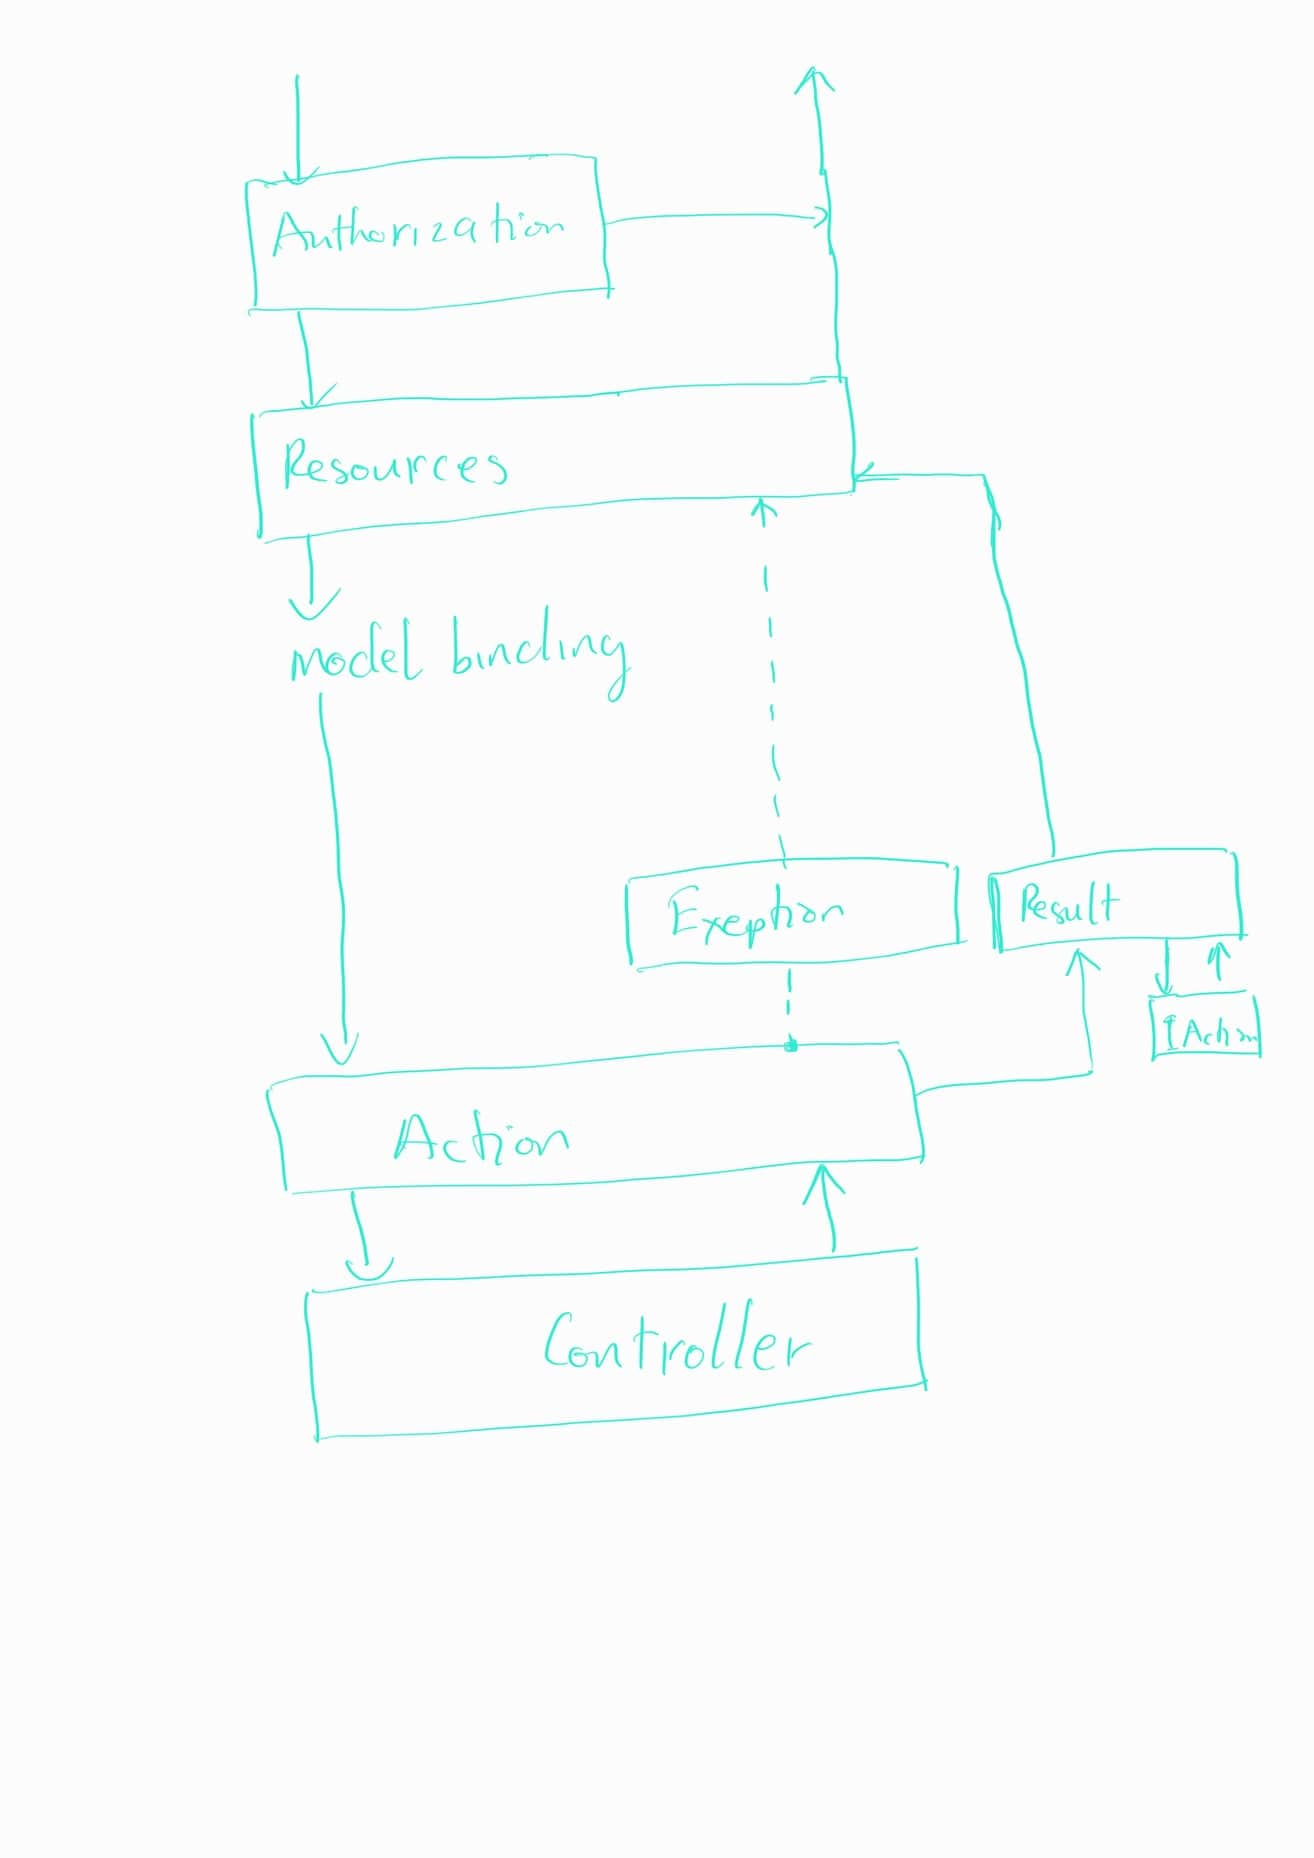 Authorization
Resources
model binding
Exeption
Result
IAction
Action
Controller